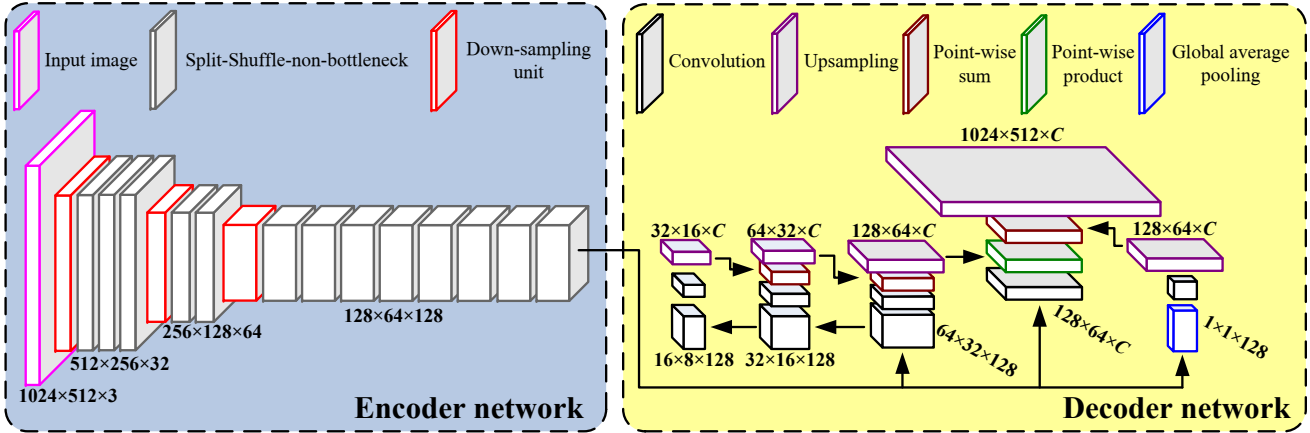 Input image
Split-Shuffle-non-bottleneck
Down-sampling
unit
1024×512×3
512×256×32
256×128×64
128×64×128
Encoder network
Convolution
Upsampling
Point-wise
sum
Point-wise
product
Global average
pooling
1024×512×C
32×16×C
64×32×C
128×64×C
128×64×C
16×8×128
32×16×128
64×32×128
128×64×C
1×1×128
Decoder network